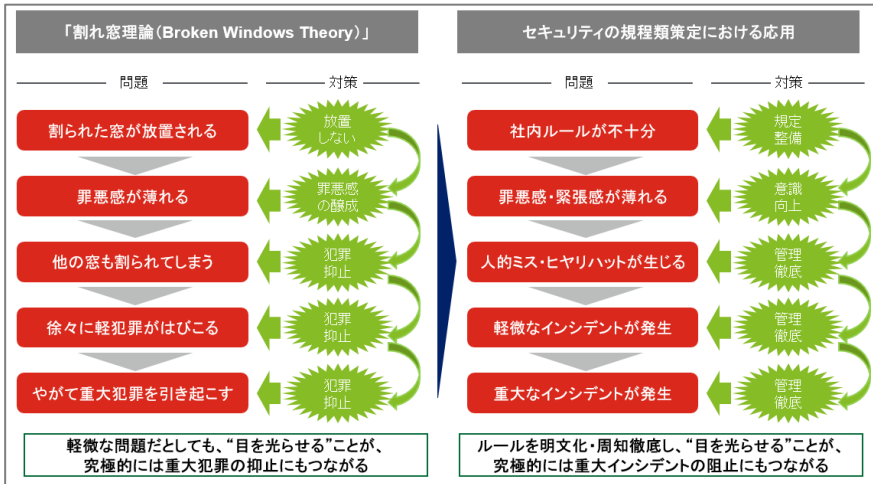 「割れ窓理論(Broken Windows Theory)」
問題
対策
割られた窓が放置される
放置
しない
罪悪感が薄れる
罪悪感
の醸成
他の窓も割られてしまう
犯罪
抑止
徐々に軽犯罪がはびこる
犯罪
抑止
やがて重大犯罪を引き起こす
犯罪
抑止
軽微な問題だとしても、“目を光らせる”ことが、
究極的には重大犯罪の抑止にもつながる
セキュリティの規程類策定における応用
問題
対策
社内ルールが不十分
規定
整備
罪悪感・緊張感が薄れる
意識
向上
人的ミス・ヒヤリハットが生じる
管理
徹底
軽微なインシデントが発生
管理
徹底
重大なインシデントが発生
管理
徹底
ルールを明文化・周知徹底し、“目を光らせる”ことが、
究極的には重大インシデントの阻止にもつながる